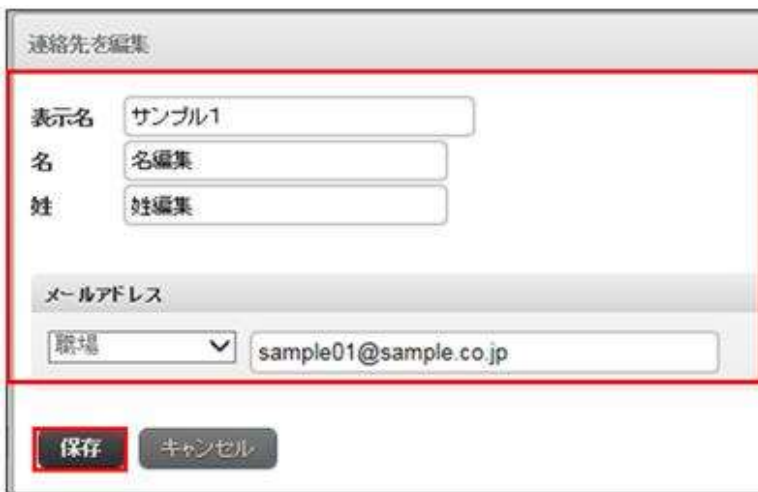 連絡先を編集
表示名 サンプル1
名 名編集
姓 姓編集
メールアドレス
職場 sample01@sample.co.jp
保存 キャンセル